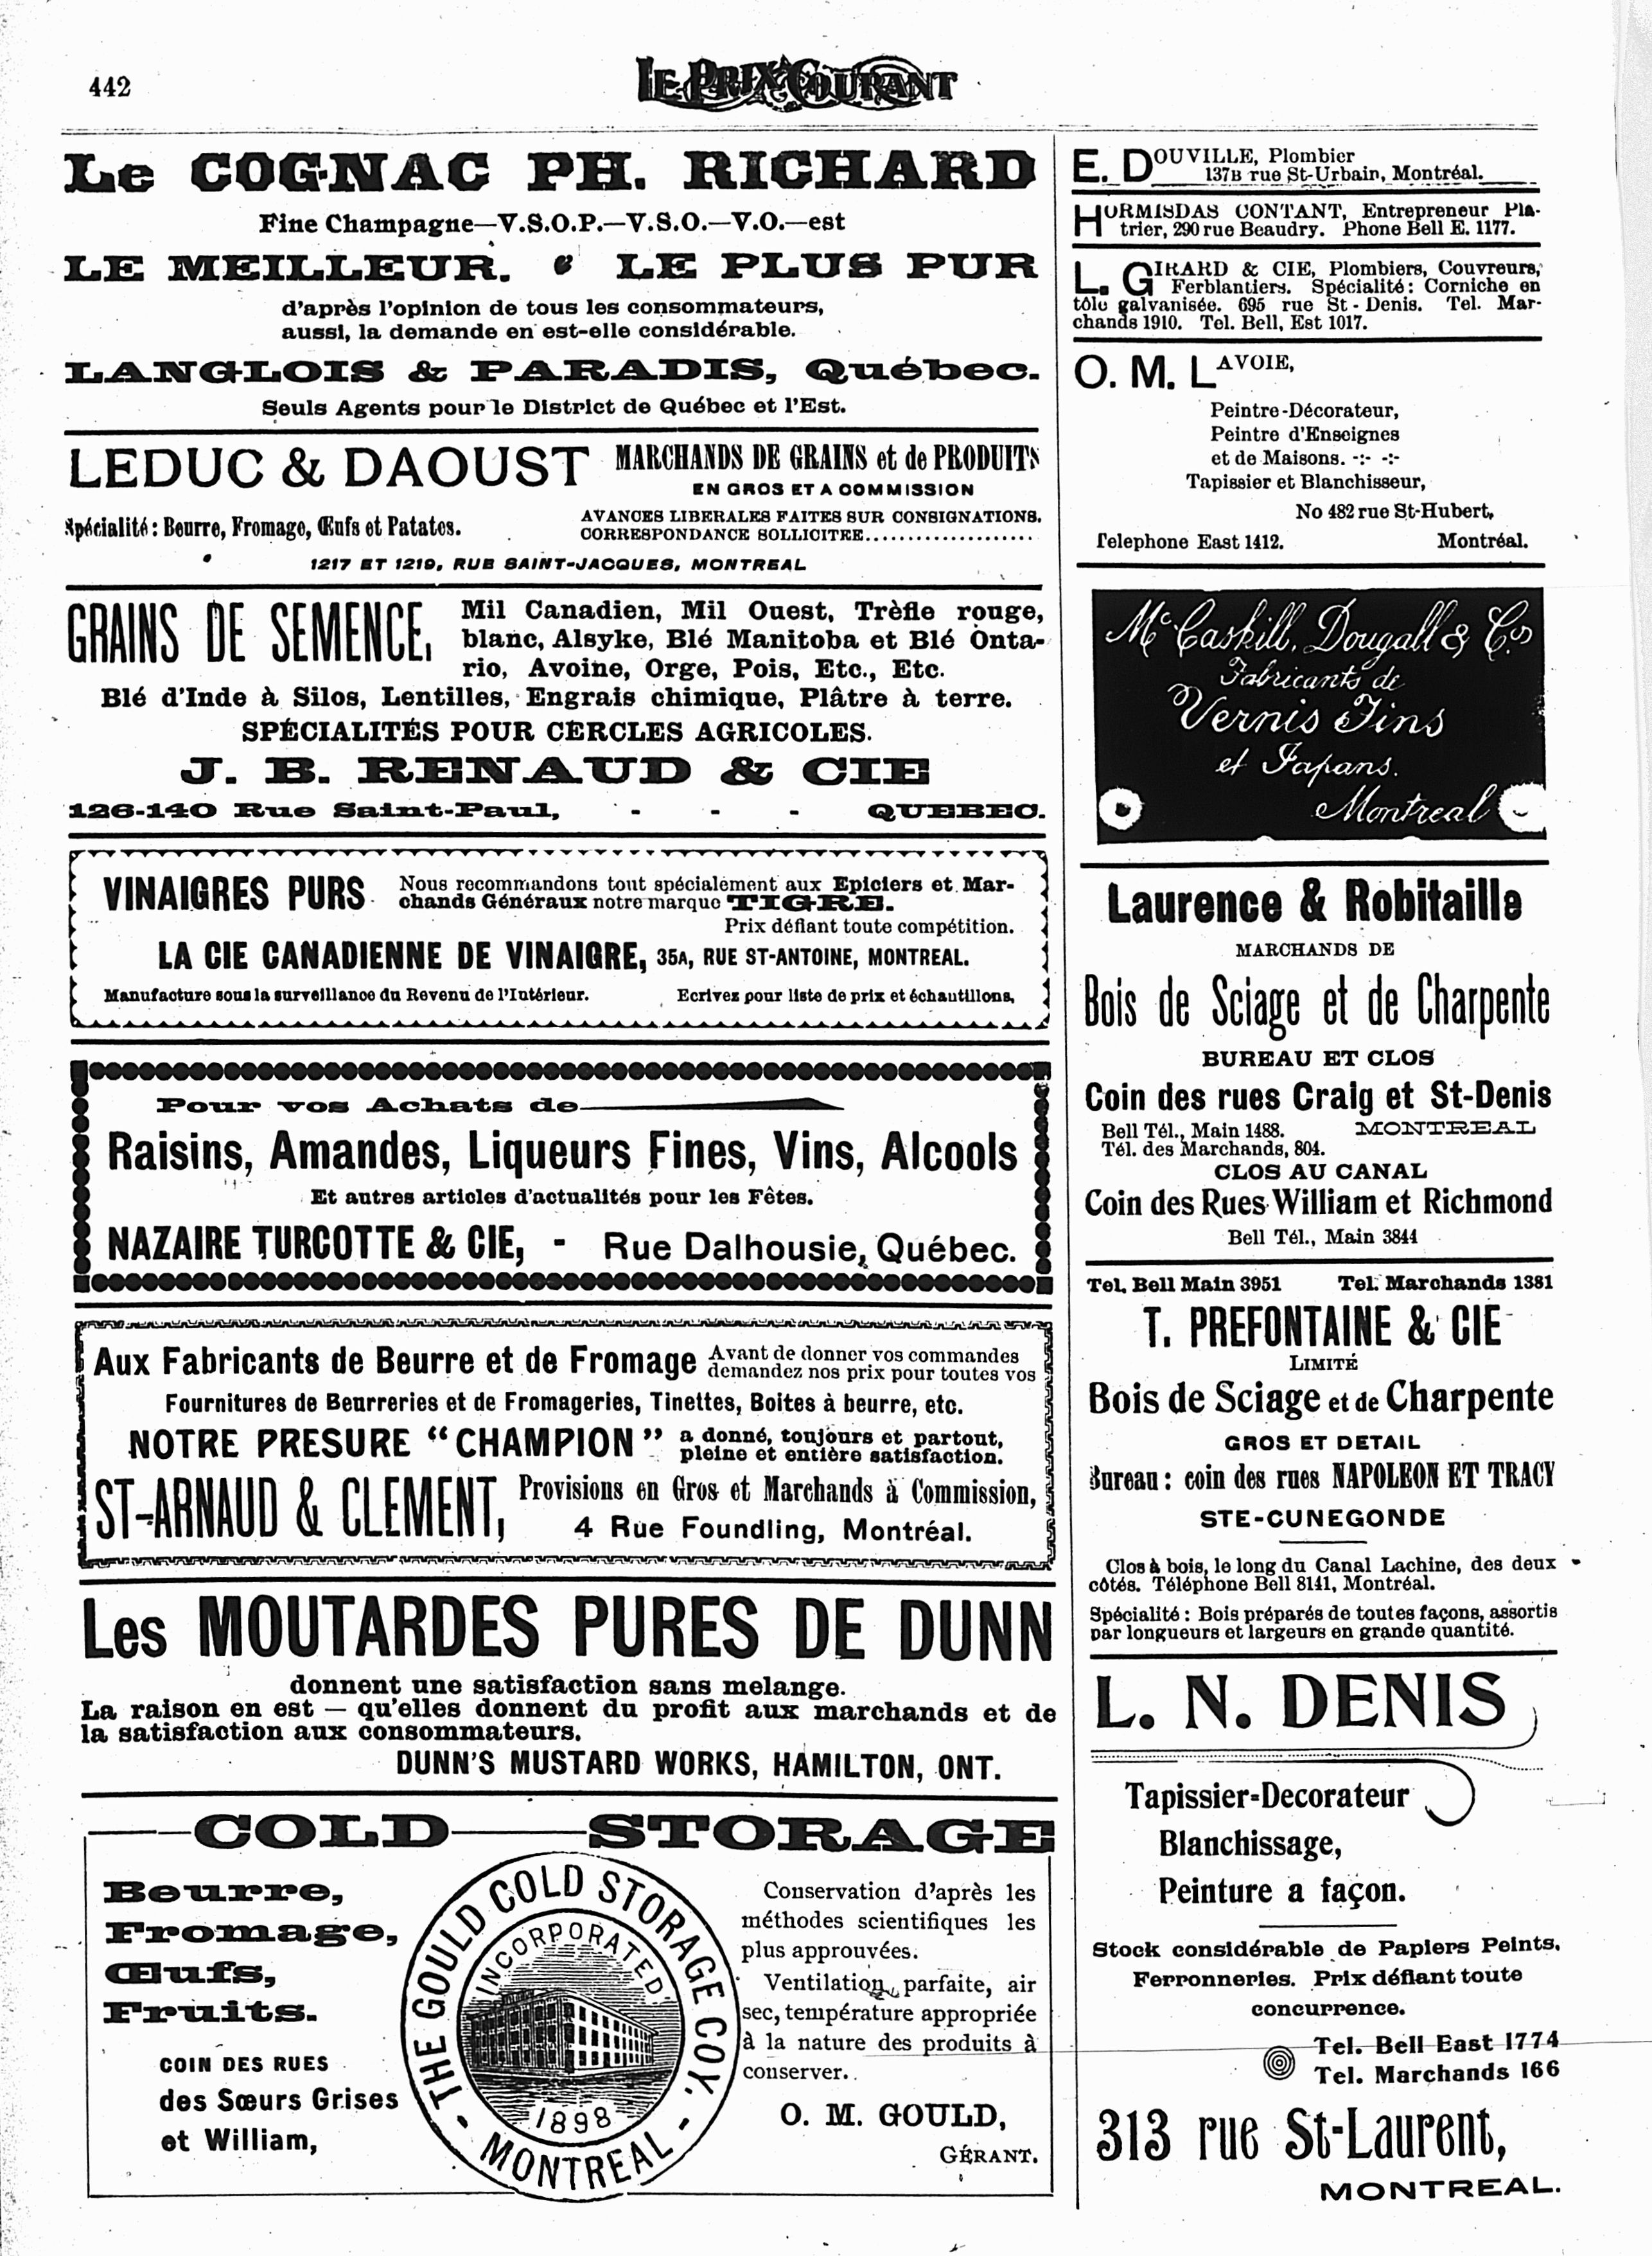 442
LE PRIX COURANT
Le COGNAC PH. RICHARD
Fine Champagne—V.S.O.P.—V.S.O.—V.O.—est
LE MEILLEUR. LE PLUS PUR
d'après l'opinion de tous les consommateurs,
aussi, la demande en est-elle considérable.
LANGLOIS & PARADIS, Québec.
Seuls Agents pour le District de Québec et l'Est.
LEDUC & DAOUST MARCHANDS DE GRAINS et de PRODUITS
EN GROS ET A COMMISSION
Spécialité: Beurre, Fromage, Œufs et Patates.
AVANCES LIBERALES FAITES SUR CONSIGNATIONS.
CORRESPONDANCE SOLLICITEE....................
1217 ET 1219, RUE SAINT-JACQUES, MONTREAL
GRAINS DE SEMENCE,
Mil Canadien, Mil Ouest, Trèfle rouge,
blanc, Alsyke, Blé Manitoba et Blé Onta-
rio, Avoine, Orge, Pois, Etc., Etc.
Blé d'Inde à Silos, Lentilles, Engrais chimique, Plâtre à terre.
SPÉCIALITÉS POUR CERCLES AGRICOLES.
J. B. RENAUD & CIE
126-140 Rue Saint-Paul, - - - QUEBEC.
VINAIGRES PURS
Nous recommandons tout spécialement aux Epiciers et Mar-
chands Généraux notre marque TIGRE.
Prix défiant toute compétition.
LA CIE CANADIENNE DE VINAIGRE, 35A, RUE ST-ANTOINE, MONTREAL.
Manufacture sous la surveillance du Revenu de l'Intérieur. Ecrivez pour liste de prix et échantillons,
Pour vos Achats de
Raisins, Amandes, Liqueurs Fines, Vins, Alcools
Et autres articles d'actualités pour les Fêtes.
NAZAIRE TURCOTTE & CIE, - Rue Dalhousie, Québec.
Aux Fabricants de Beurre et de Fromage
Avant de donner vos commandes
demandez nos prix pour toutes vos
Fournitures de Beurreries et de Fromageries, Tinettes, Boites à beurre, etc.
NOTRE PRESURE "CHAMPION"
a donné, toujours et partout,
pleine et entière satisfaction.
ST-ARNAUD & CLEMENT,
Provisions en Gros et Marchands à Commission,
4 Rue Foundling, Montréal.
Les MOUTARDES PURES DE DUNN
donnent une satisfaction sans melange.
La raison en est — qu'elles donnent du profit aux marchands et de
la satisfaction aux consommateurs.
DUNN'S MUSTARD WORKS, HAMILTON, ONT.
COLD STORAGE
Beurre,
Fromage,
Œufs,
Fruits.
COIN DES RUES
des Sœurs Grises
et William,
THE GOULD COLD STORAGE COY.
INCORPORATED
1898
- MONTREAL -
Conservation d'après les
méthodes scientifiques les
plus approuvées.
Ventilation parfaite, air
sec, température appropriée
à la nature des produits à
conserver.
O. M. GOULD,
GÉRANT.
E. DOUVILLE, Plombier
137B rue St-Urbain, Montréal.
HORMISDAS CONTANT, Entrepreneur Pla-
trier, 290 rue Beaudry. Phone Bell E. 1177.
L. GIRARD & CIE, Plombiers, Couvreurs,
Ferblantiers. Spécialité: Corniche en
tôle galvanisée. 695 rue St-Denis. Tel. Mar-
chands 1910. Tel. Bell, Est 1017.
O. M. LAVOIE,
Peintre-Décorateur,
Peintre d'Enseignes
et de Maisons. -:- -:-
Tapissier et Blanchisseur,
No 482 rue St-Hubert,
Telephone East 1412. Montréal.
McCaskill, Dougall & Co
Fabricants de
Vernis Fins
et Japans.
Montreal
Laurence & Robitaille
MARCHANDS DE
Bois de Sciage et de Charpente
BUREAU ET CLOS
Coin des rues Craig et St-Denis
Bell Tél., Main 1488. MONTREAL
Tél. des Marchands, 804.
CLOS AU CANAL
Coin des Rues William et Richmond
Bell Tél., Main 3844
Tel. Bell Main 3951 Tel. Marchands 1381
T. PREFONTAINE & CIE
LIMITÉ
Bois de Sciage et de Charpente
GROS ET DETAIL
Bureau: coin des rues NAPOLEON ET TRACY
STE-CUNEGONDE
Clos à bois, le long du Canal Lachine, des deux
côtés. Téléphone Bell 8141, Montréal.
Spécialité: Bois préparés de toutes façons, assortis
par longueurs et largeurs en grande quantité.
L. N. DENIS
Tapissier-Decorateur
Blanchissage,
Peinture a façon.
Stock considérable de Papiers Peints.
Ferronneries. Prix défiant toute
concurrence.
Tel. Bell East 1774
Tel. Marchands 166
313 rue St-Laurent,
MONTREAL.